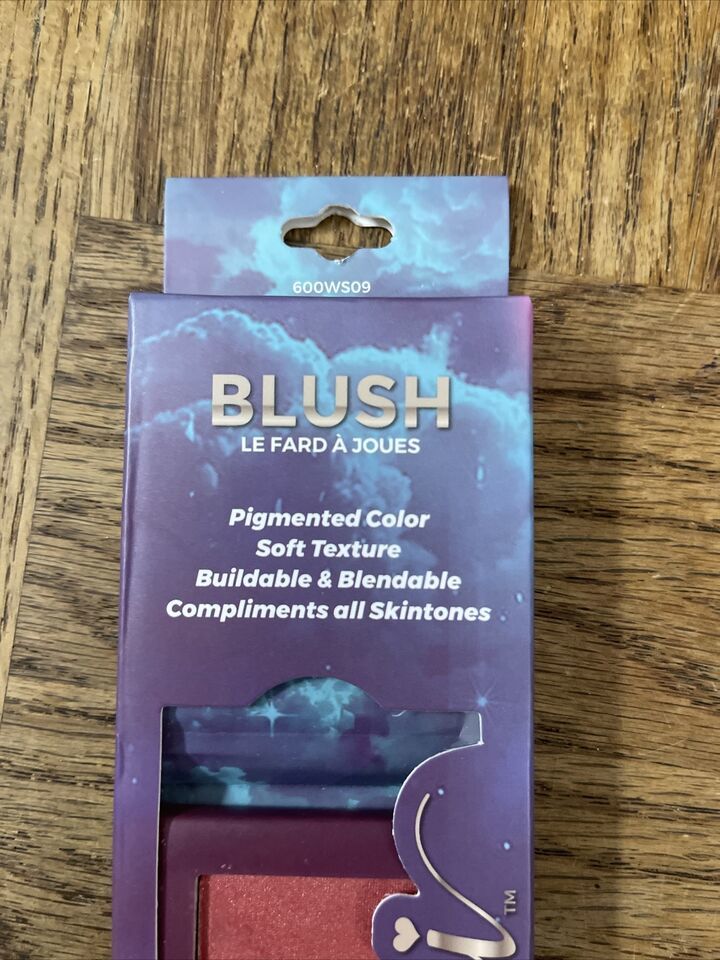 600WS09
BLUSH
LE FARD À JOUES
Pigmented Color
Soft Texture
Buildable & Blendable
Compliments all Skintones
TM